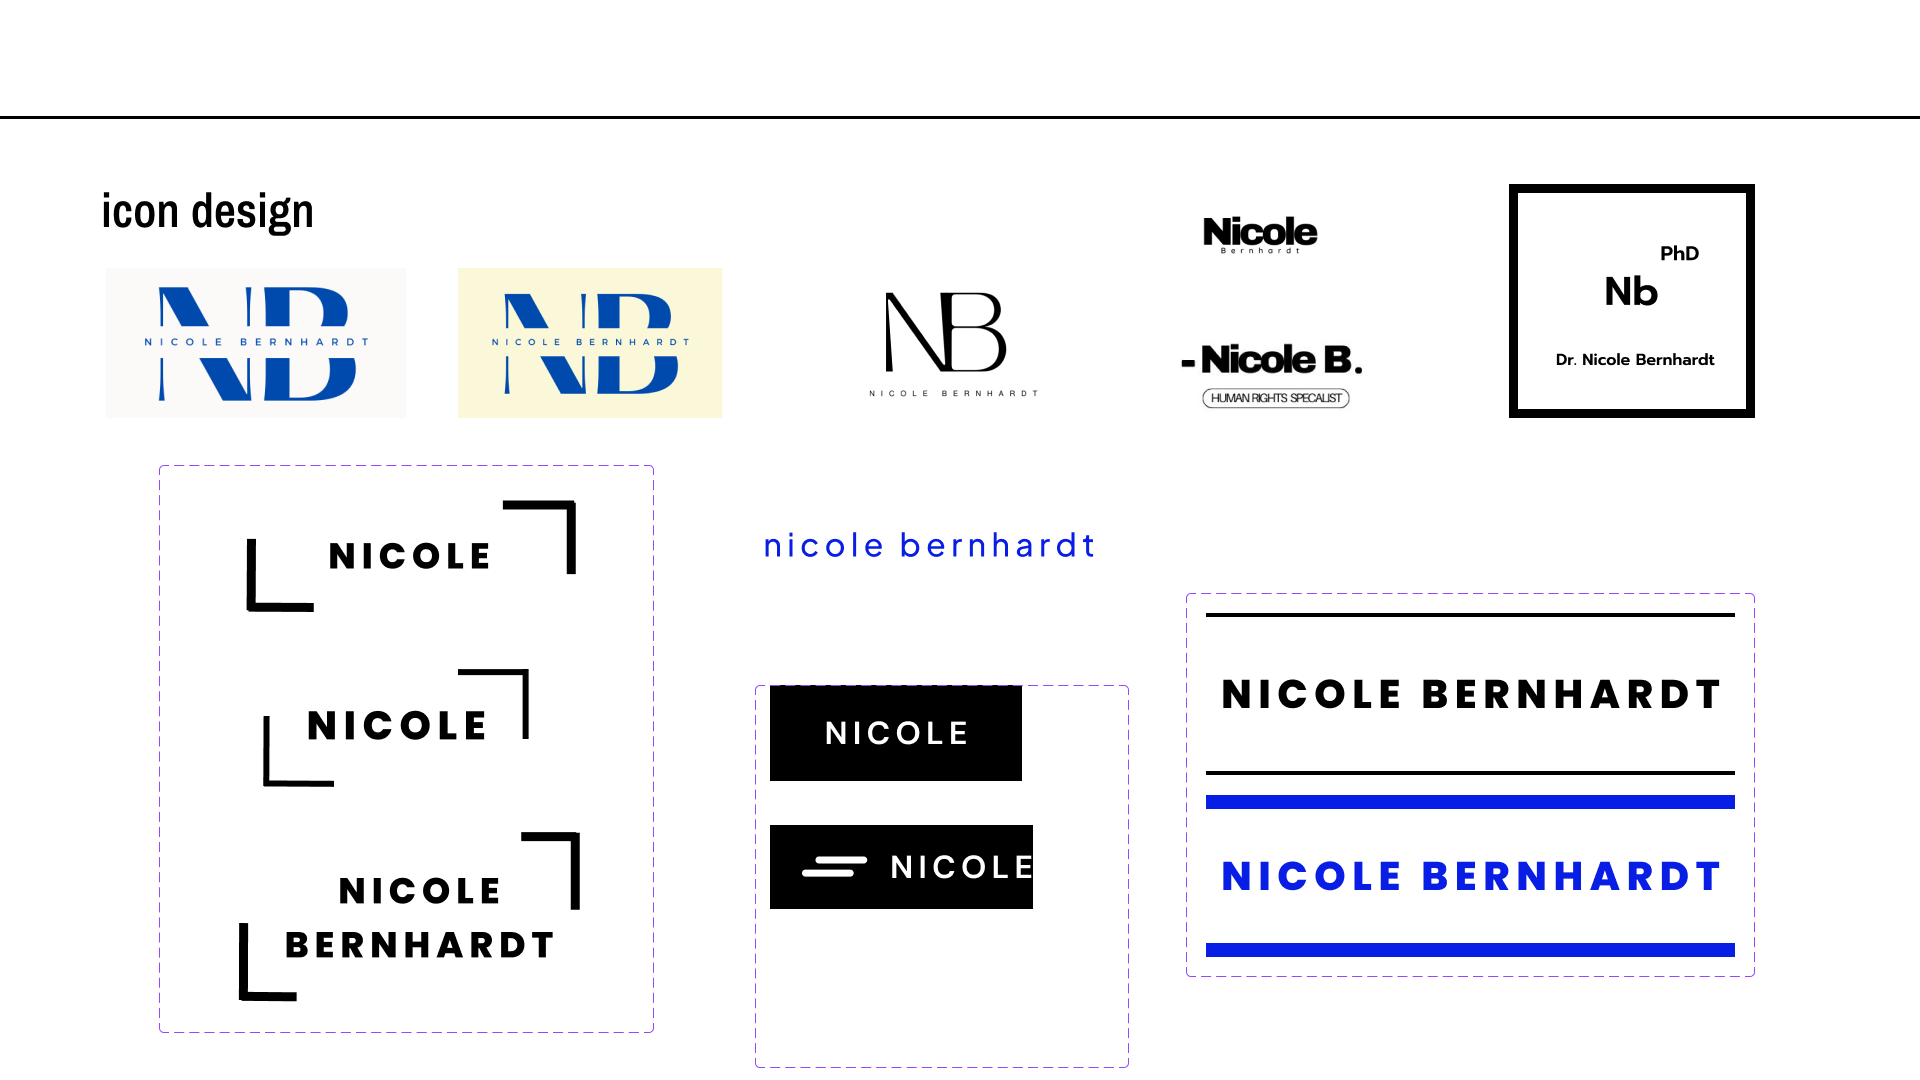 icon design
NB
NICOLE BERNHARDT
NB
NICOLE BERNHARDT
NB
NICOLE BERNHARDT
Nicole
Bernhardt
- Nicole B.
HUMAN RIGHTS SPECALIST
PhD
Nb
Dr. Nicole Bernhardt
NICOLE
NICOLE
NICOLE
BERNHARDT
nicole bernhardt
NICOLE
NICOLE
NICOLE BERNHARDT
NICOLE BERNHARDT